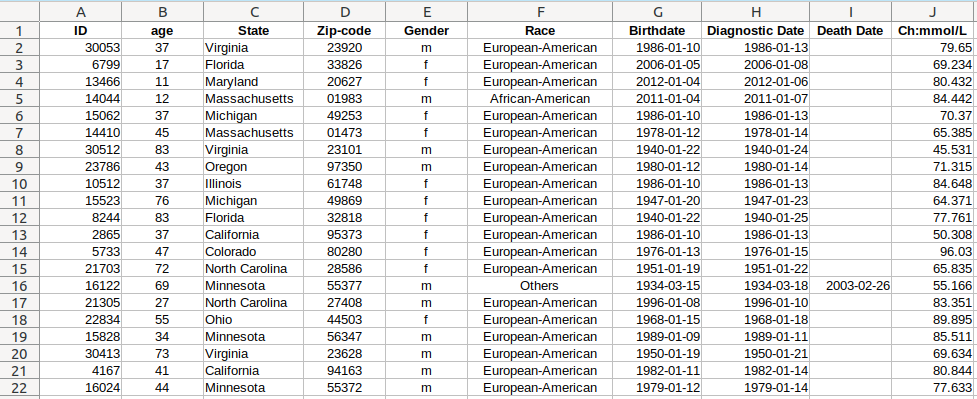 A B C D E F G H I J
1 ID age State Zip-code Gender Race Birthdate Diagnostic Date Death Date Ch:mmol/L
2 30053 37 Virginia 23920 m European-American 1986-01-10 1986-01-13 79.65
3 6799 17 Florida 33826 f European-American 2006-01-05 2006-01-08 69.234
4 13466 11 Maryland 20627 f European-American 2012-01-04 2012-01-06 80.432
5 14044 12 Massachusetts 01983 m African-American 2011-01-04 2011-01-07 84.442
6 15062 37 Michigan 49253 f European-American 1986-01-10 1986-01-13 70.37
7 14410 45 Massachusetts 01473 f European-American 1978-01-12 1978-01-14 65.385
8 30512 83 Virginia 23101 m European-American 1940-01-22 1940-01-24 45.531
9 23786 43 Oregon 97350 m European-American 1980-01-12 1980-01-14 71.315
10 10512 37 Illinois 61748 f European-American 1986-01-10 1986-01-13 84.648
11 15523 76 Michigan 49869 f European-American 1947-01-20 1947-01-23 64.371
12 8244 83 Florida 32818 f European-American 1940-01-22 1940-01-25 77.761
13 2865 37 California 95373 f European-American 1986-01-10 1986-01-13 50.308
14 5733 47 Colorado 80280 f European-American 1976-01-13 1976-01-15 96.03
15 21703 72 North Carolina 28586 f European-American 1951-01-19 1951-01-22 65.835
16 16122 69 Minnesota 55377 m Others 1934-03-15 1934-03-18 2003-02-26 55.166
17 21305 27 North Carolina 27408 m European-American 1996-01-08 1996-01-10 83.351
18 22834 55 Ohio 44503 f European-American 1968-01-15 1968-01-18 89.895
19 15828 34 Minnesota 56347 m European-American 1989-01-09 1989-01-11 85.511
20 30413 73 Virginia 23628 m European-American 1950-01-19 1950-01-21 69.634
21 4167 41 California 94163 m European-American 1982-01-11 1982-01-14 80.844
22 16024 44 Minnesota 55372 m European-American 1979-01-12 1979-01-14 77.633